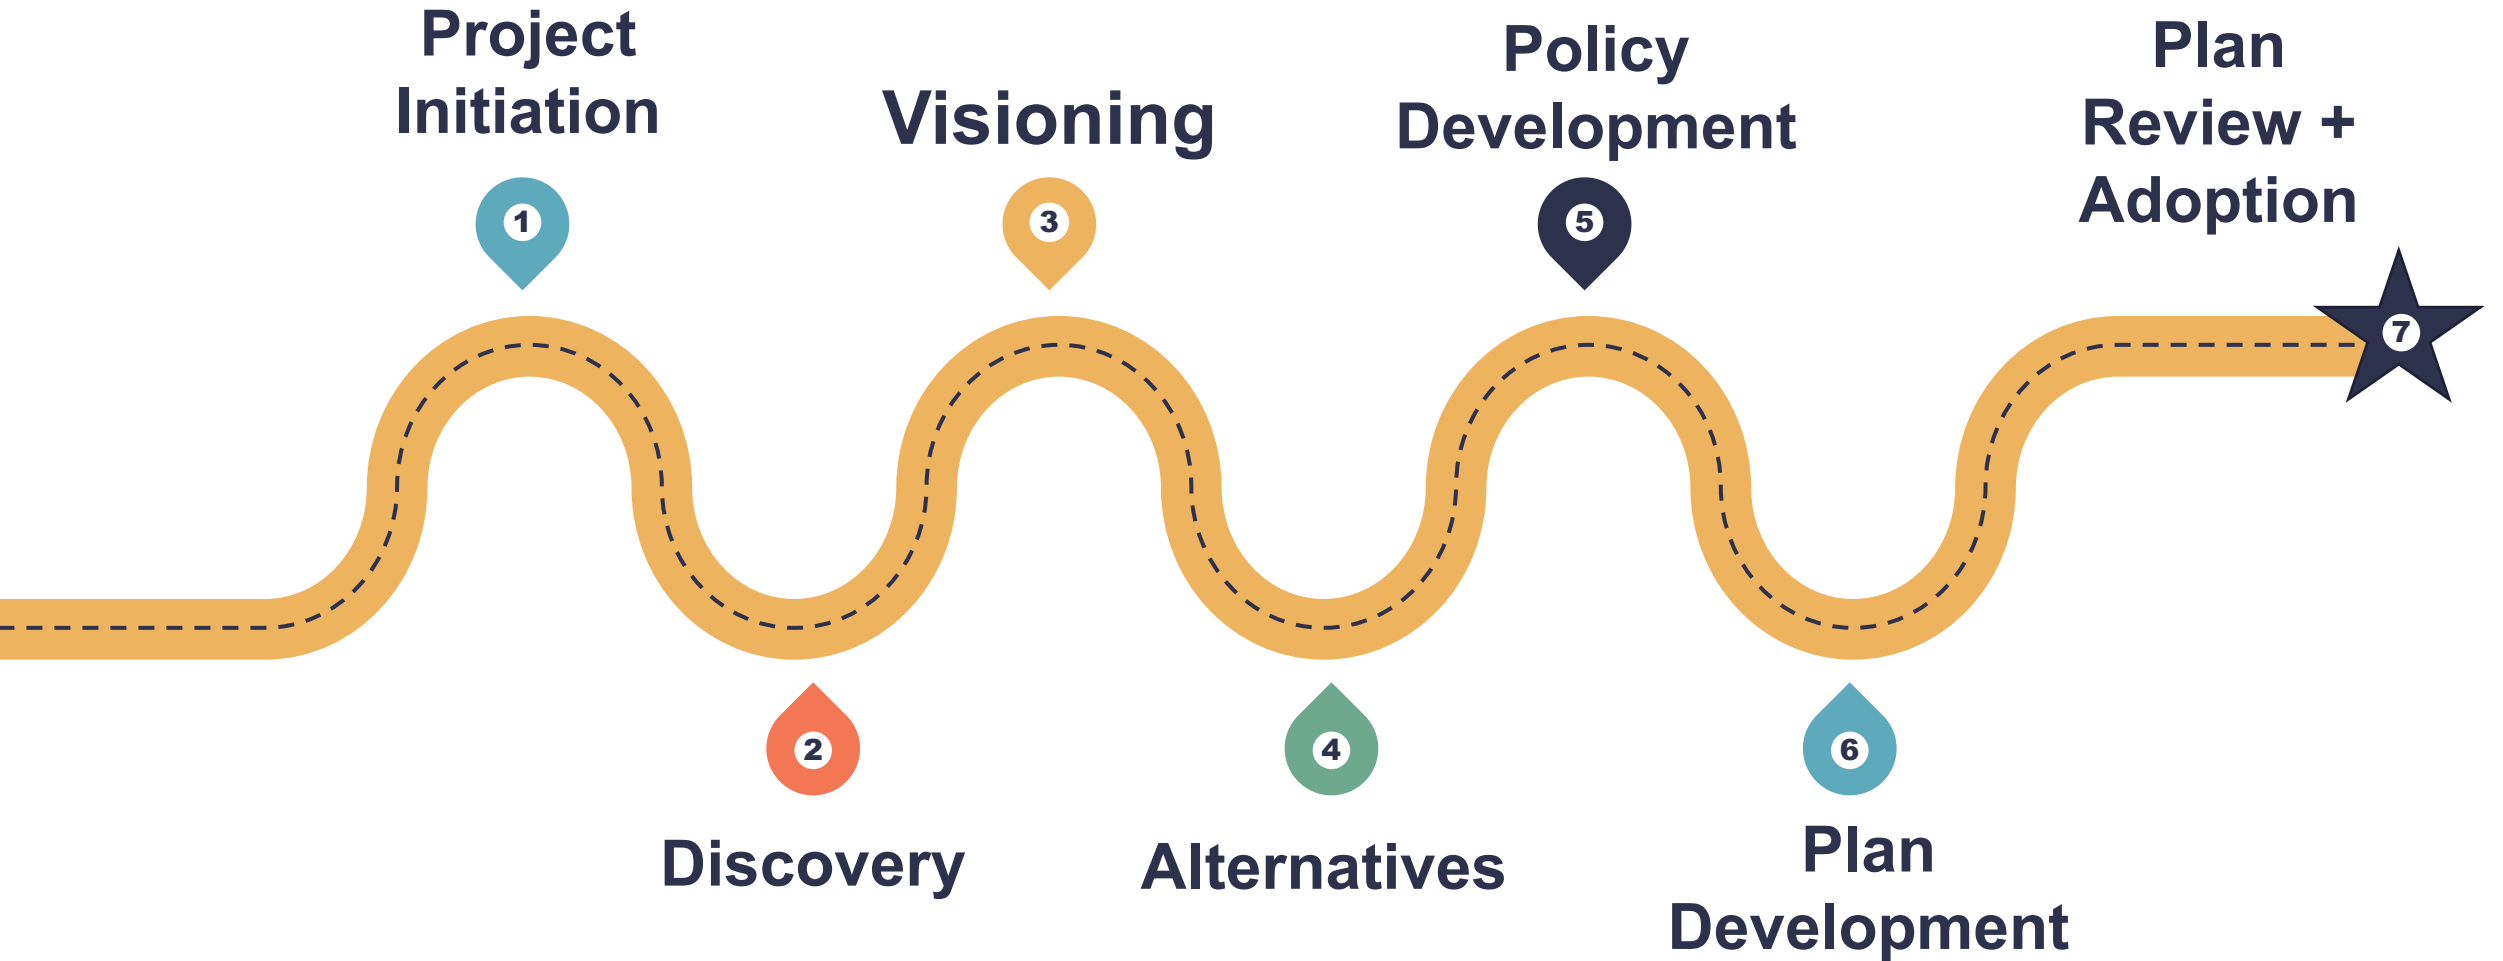 Project
Initiation
1
Discovery
2
Visioning
3
Alternatives
4
Policy
Development
5
Plan
Development
6
Plan
Review +
Adoption
7